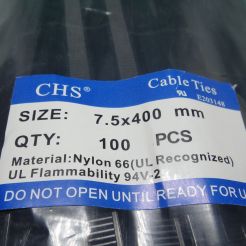 CHS® Cable Ties
E203148
SIZE: 7.5x400 mm
QTY: 100 PCS
Material:Nylon 66(UL Recognized)
UL Flammability 94V-2
DO NOT OPEN UNTIL READY FOR U